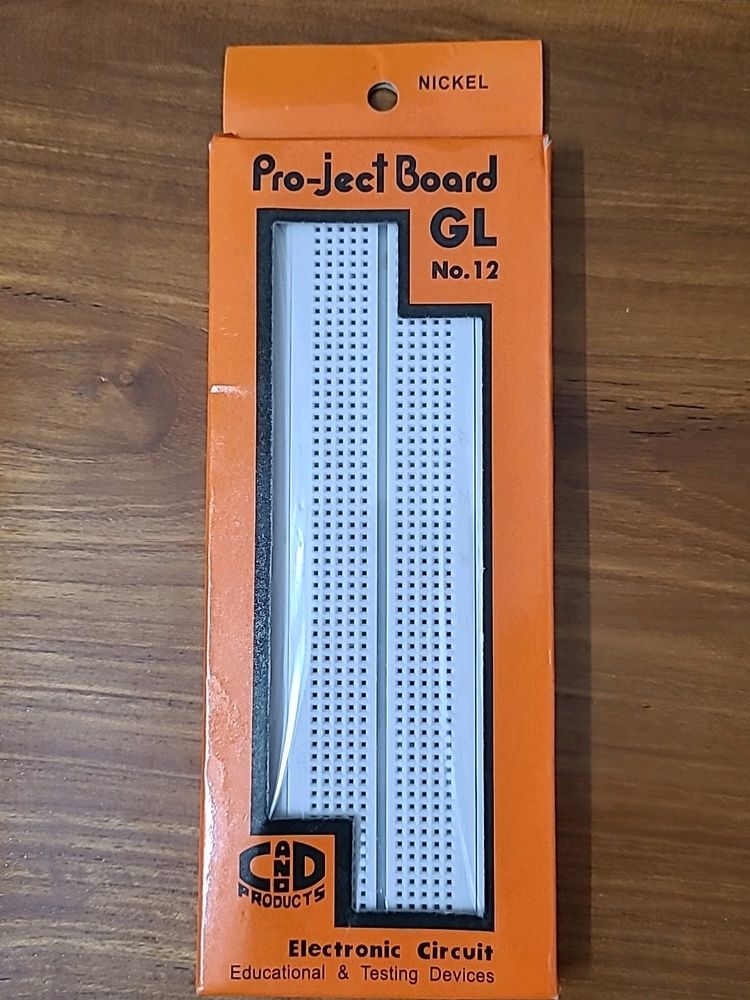 NICKEL
Pro-ject Board
GL
No.12
C AND D
PRODUCTS
Electronic Circuit
Educational & Testing Devices